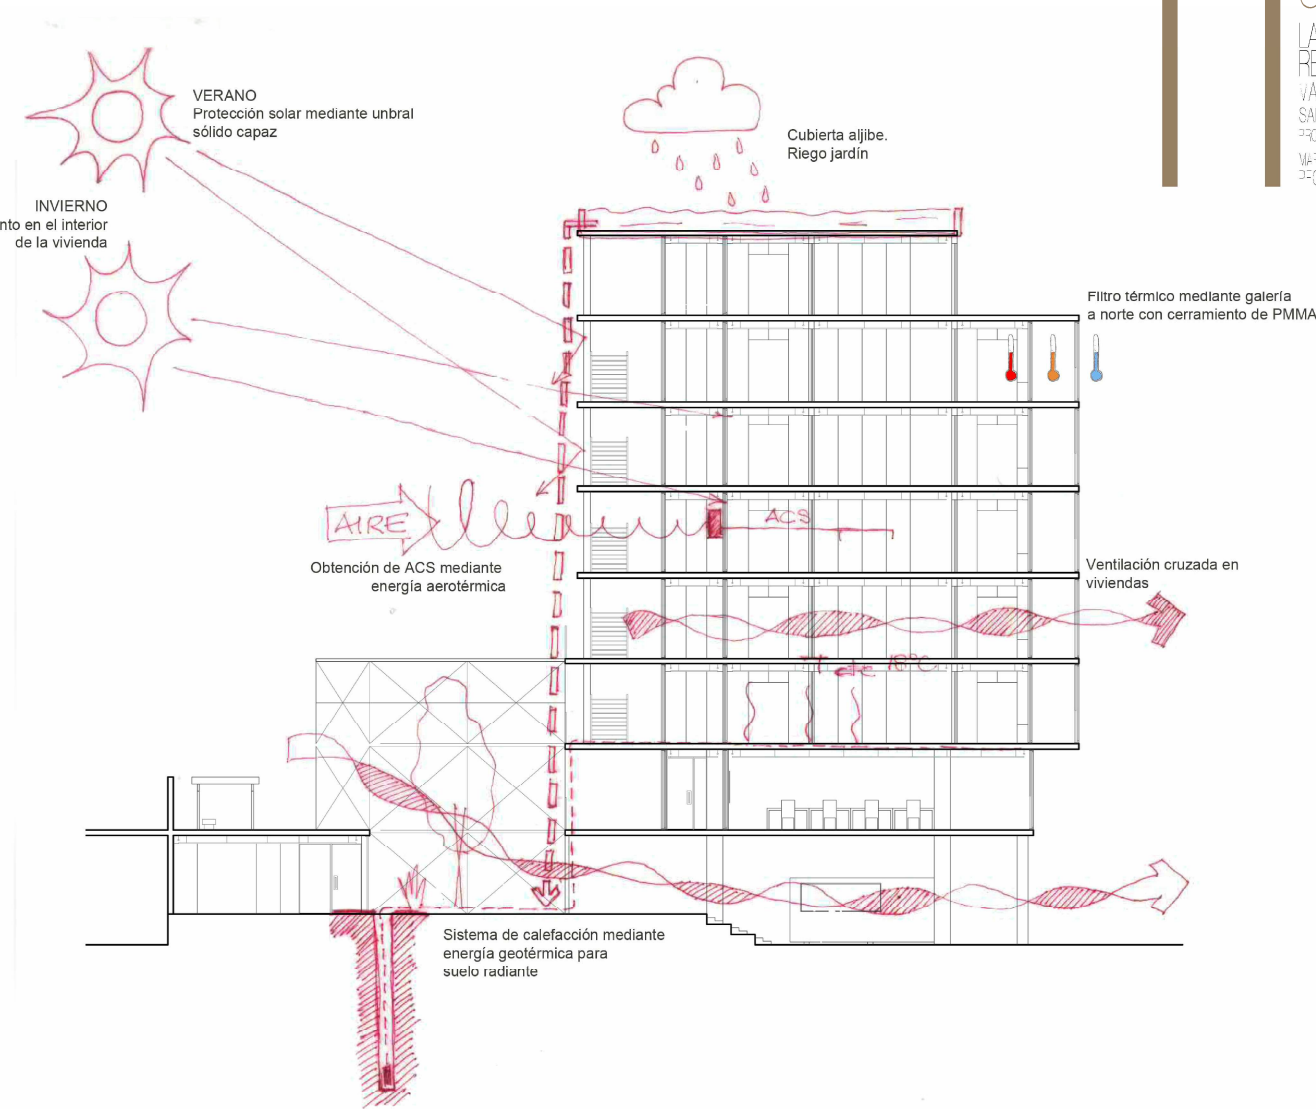 VERANO
Protección solar mediante unbral
sólido capaz
Cubierta aljibe.
Riego jardín
INVIERNO
en el interior
de la vivienda
Filtro térmico mediante galería
a norte con cerramiento de PMMA
AIRE
ACS
Obtención de ACS mediante
energía aerotérmica
Ventilación cruzada en
viviendas
T de 18°C
Sistema de calefacción mediante
energía geotérmica para
suelo radiante